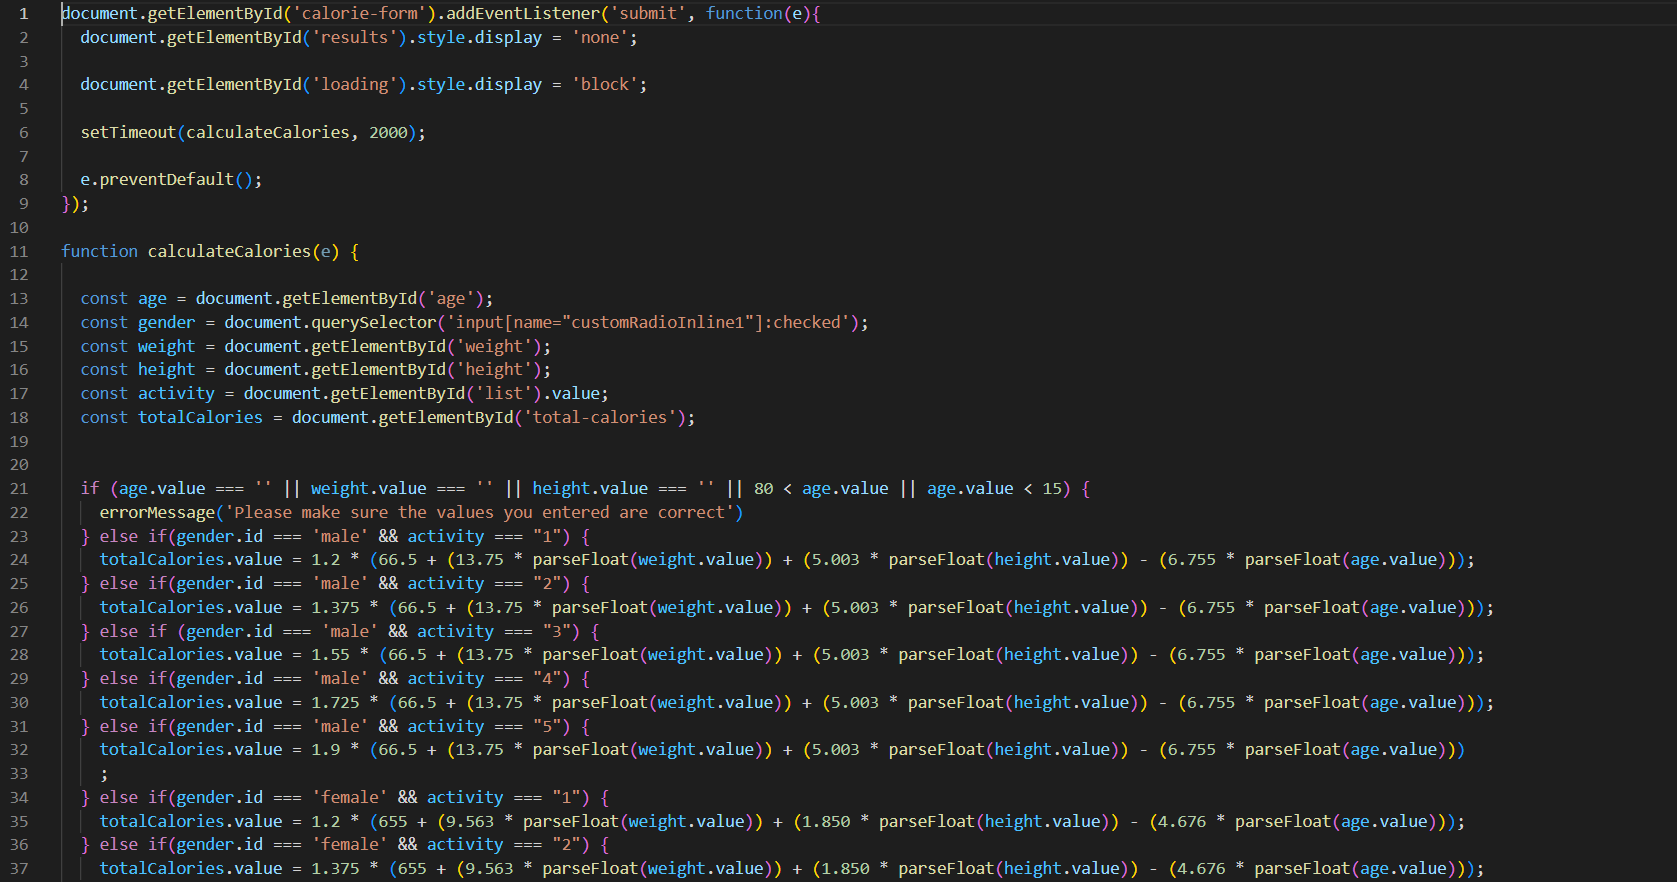 1 document.getElementById('calorie-form').addEventListener('submit', function(e){
2 document.getElementById('results').style.display = 'none';
3
4 document.getElementById('loading').style.display = 'block';
5
6 setTimeout(calculateCalories, 2000);
7
8 e.preventDefault();
9 });
10
11 function calculateCalories(e) {
12
13 const age = document.getElementById('age');
14 const gender = document.querySelector('input[name="customRadioInline1"]:checked');
15 const weight = document.getElementById('weight');
16 const height = document.getElementById('height');
17 const activity = document.getElementById('list').value;
18 const totalCalories = document.getElementById('total-calories');
19
20
21 if (age.value === '' || weight.value === '' || height.value === '' || 80 < age.value || age.value < 15) {
22 errorMessage('Please make sure the values you entered are correct')
23 } else if(gender.id === 'male' && activity === "1") {
24 totalCalories.value = 1.2 * (66.5 + (13.75 * parseFloat(weight.value)) + (5.003 * parseFloat(height.value)) - (6.755 * parseFloat(age.value)));
25 } else if(gender.id === 'male' && activity === "2") {
26 totalCalories.value = 1.375 * (66.5 + (13.75 * parseFloat(weight.value)) + (5.003 * parseFloat(height.value)) - (6.755 * parseFloat(age.value)));
27 } else if (gender.id === 'male' && activity === "3") {
28 totalCalories.value = 1.55 * (66.5 + (13.75 * parseFloat(weight.value)) + (5.003 * parseFloat(height.value)) - (6.755 * parseFloat(age.value)));
29 } else if(gender.id === 'male' && activity === "4") {
30 totalCalories.value = 1.725 * (66.5 + (13.75 * parseFloat(weight.value)) + (5.003 * parseFloat(height.value)) - (6.755 * parseFloat(age.value)));
31 } else if(gender.id === 'male' && activity === "5") {
32 totalCalories.value = 1.9 * (66.5 + (13.75 * parseFloat(weight.value)) + (5.003 * parseFloat(height.value)) - (6.755 * parseFloat(age.value)))
33 ;
34 } else if(gender.id === 'female' && activity === "1") {
35 totalCalories.value = 1.2 * (655 + (9.563 * parseFloat(weight.value)) + (1.850 * parseFloat(height.value)) - (4.676 * parseFloat(age.value)));
36 } else if(gender.id === 'female' && activity === "2") {
37 totalCalories.value = 1.375 * (655 + (9.563 * parseFloat(weight.value)) + (1.850 * parseFloat(height.value)) - (4.676 * parseFloat(age.value)));